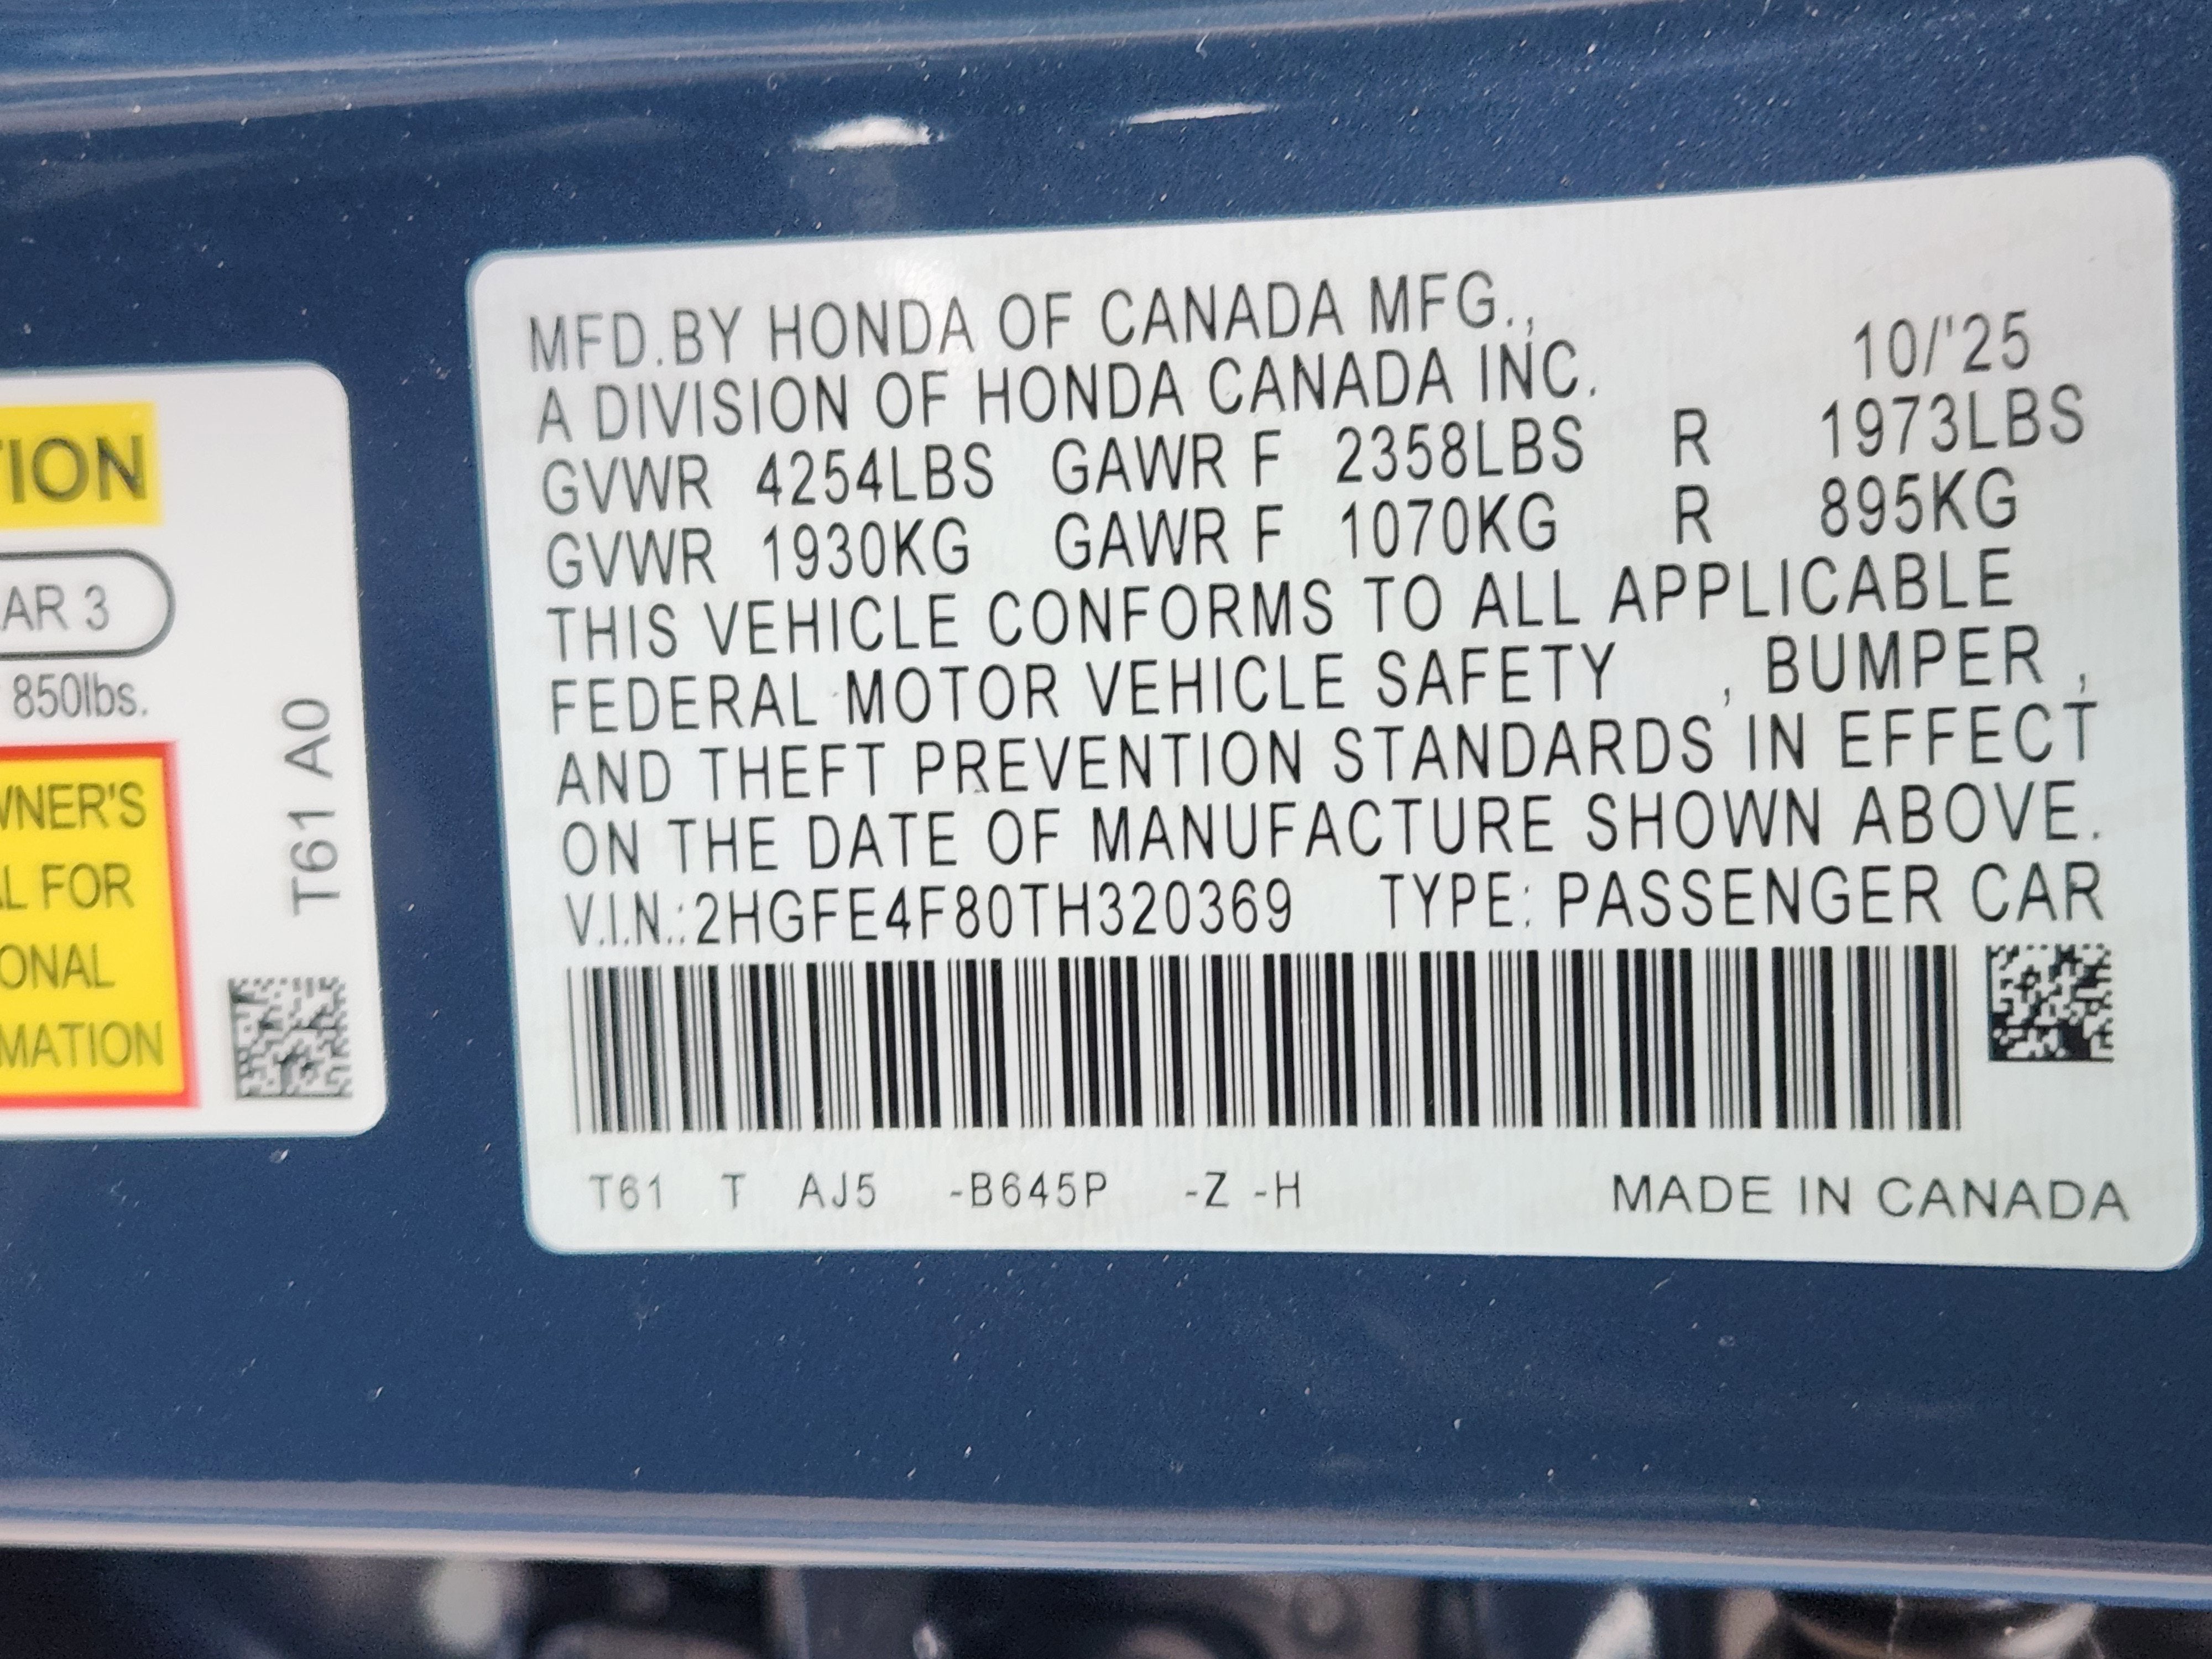 TION
AR 3
850lbs.
WNER'S
L FOR
ONAL
MATION
T61 A0
MFD.BY HONDA OF CANADA MFG.,
A DIVISION OF HONDA CANADA INC. 10/'25
GVWR 4254LBS GAWR F 2358LBS R 1973LBS
GVWR 1930KG GAWR F 1070KG R 895KG
THIS VEHICLE CONFORMS TO ALL APPLICABLE
FEDERAL MOTOR VEHICLE SAFETY , BUMPER ,
AND THEFT PREVENTION STANDARDS IN EFFECT
ON THE DATE OF MANUFACTURE SHOWN ABOVE.
V.I.N.:2HGFE4F80TH320369 TYPE: PASSENGER CAR
T61 T AJ5 -B645P -Z -H MADE IN CANADA